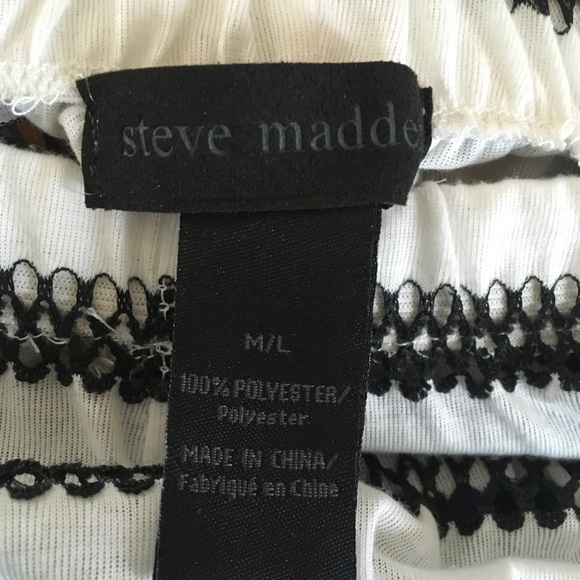 steve madde
M/L
100% POLYESTER/
Polyester
MADE IN CHINA/
Fabriqué en Chine